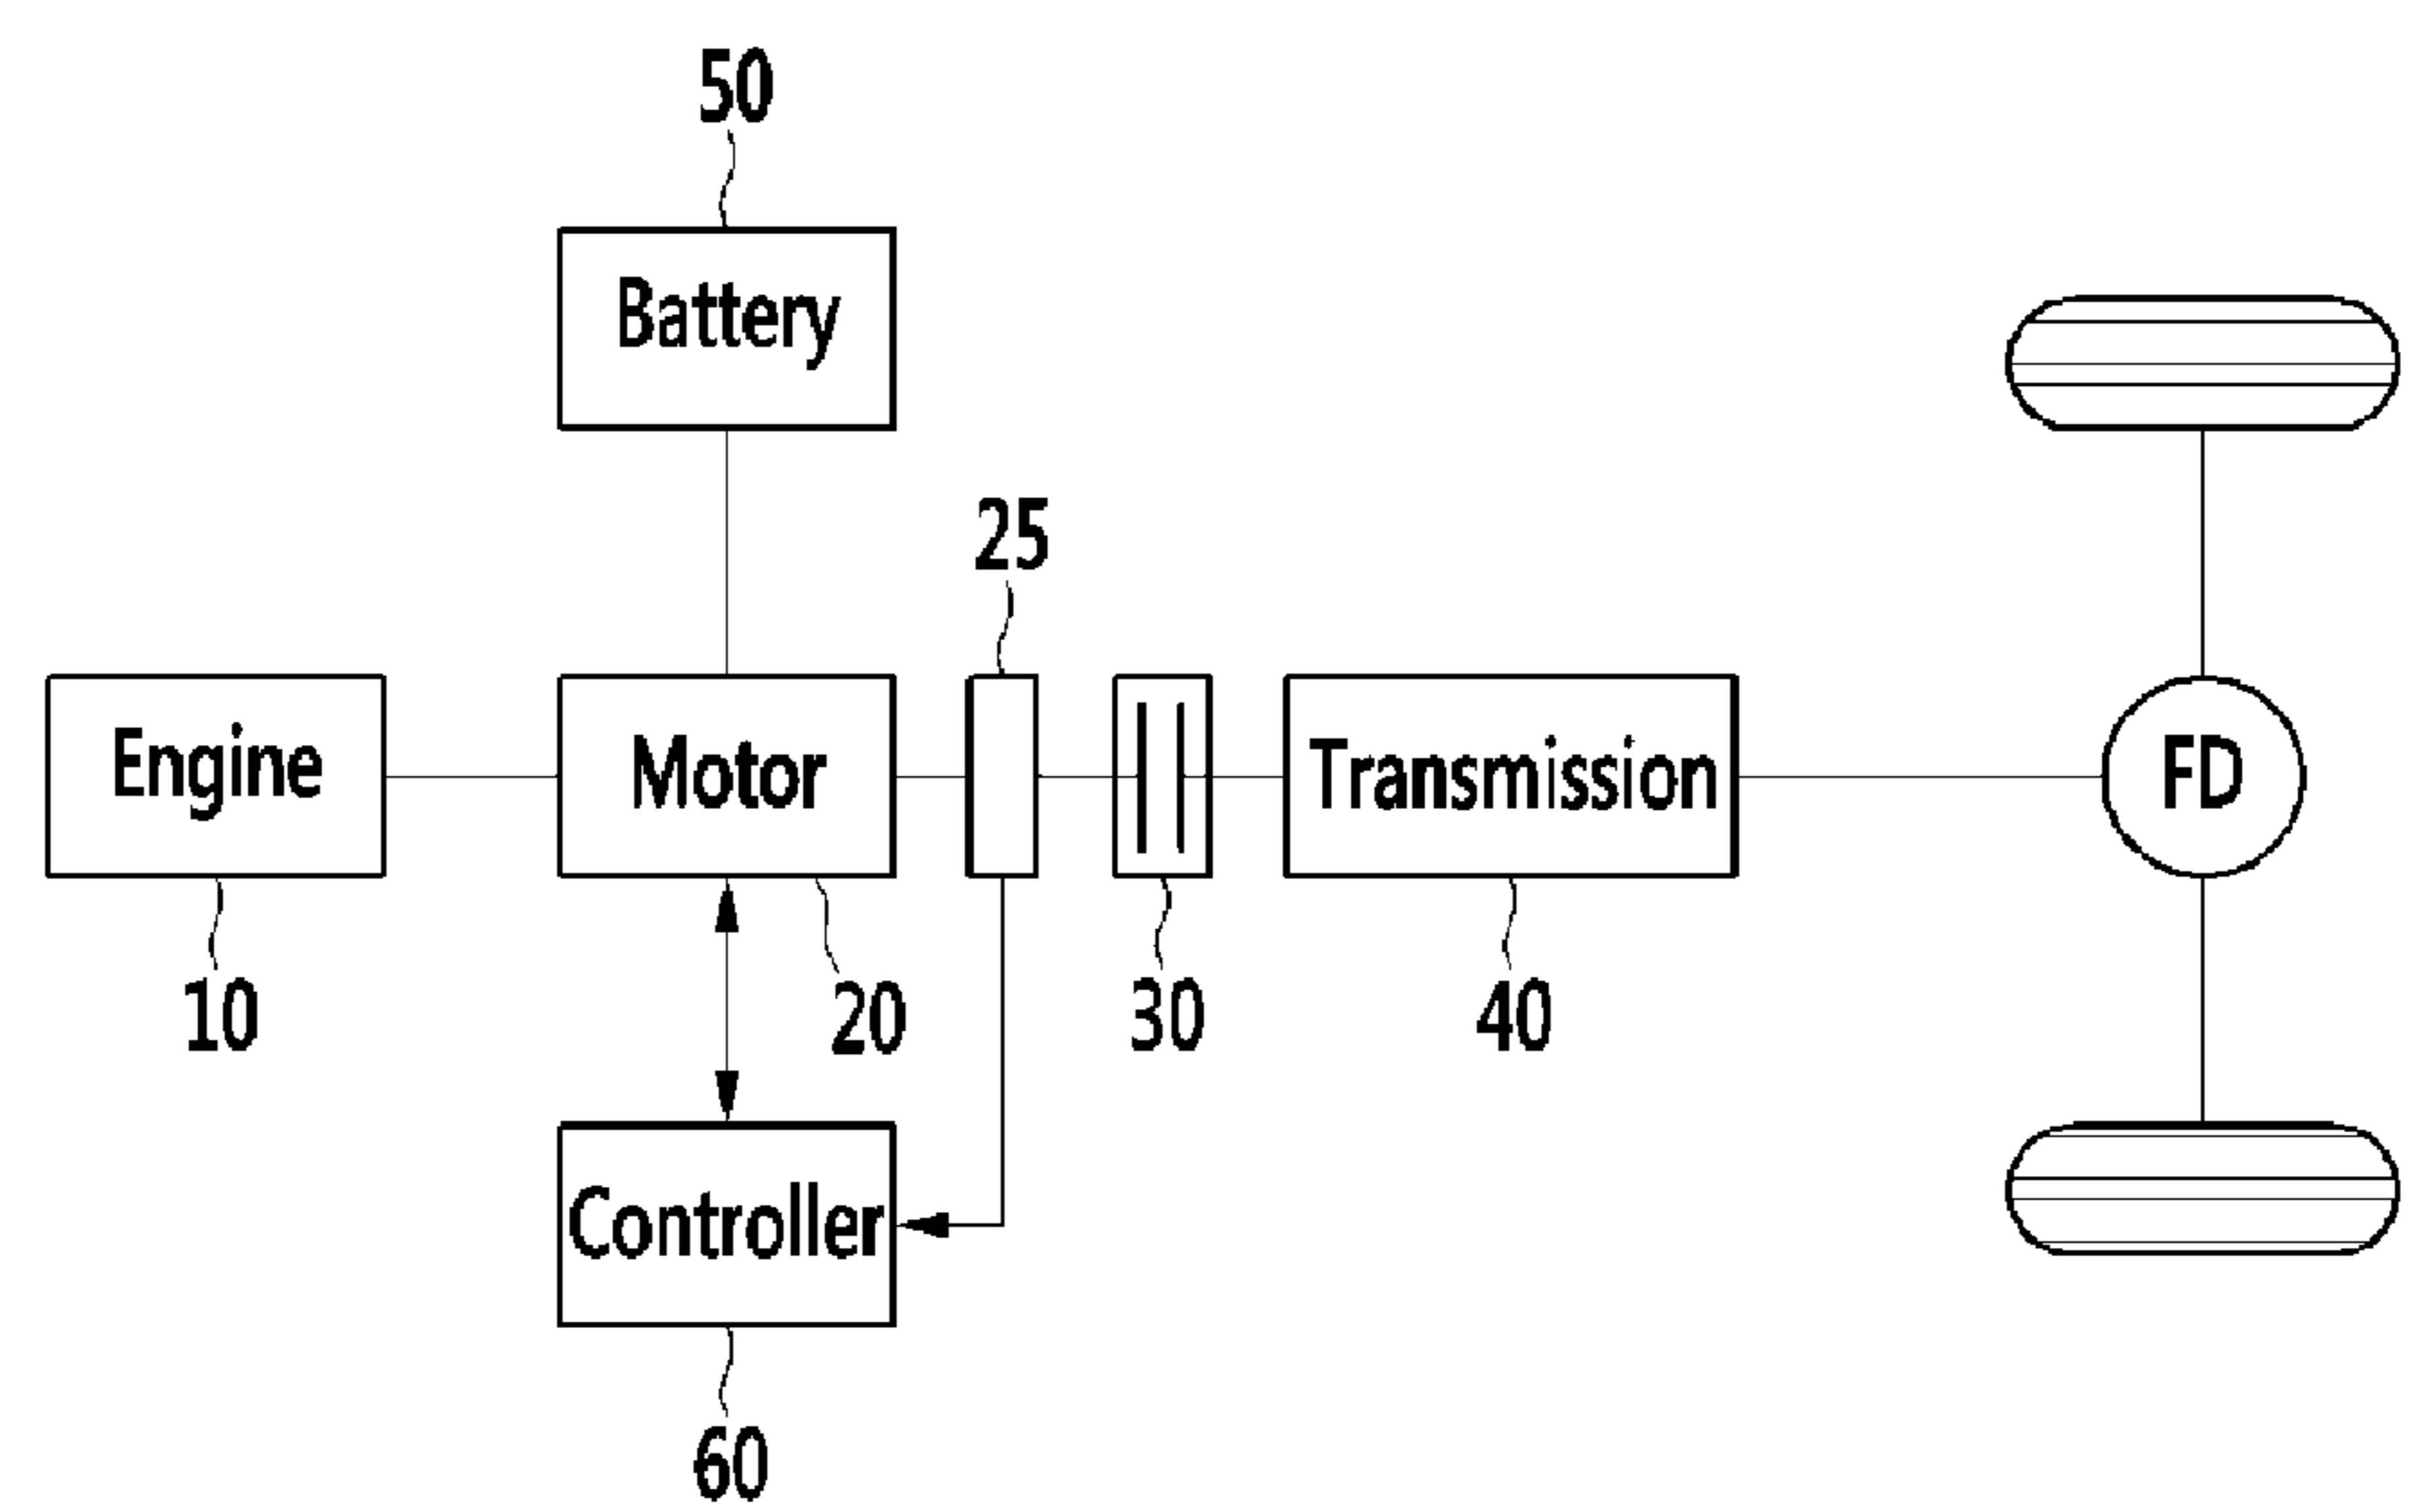 50
Battery
25
Engine
Motor
Transmission
FD
10
20
30
40
Controller
60